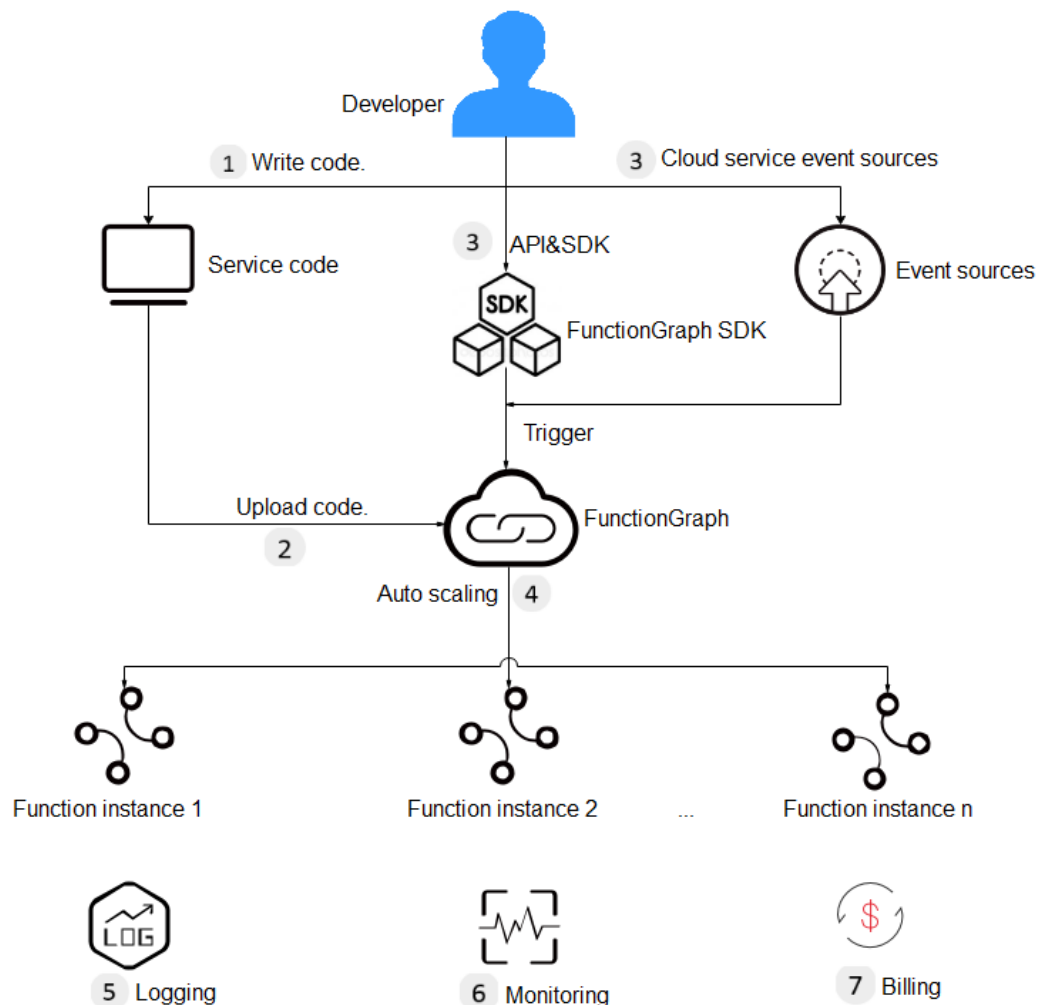 Developer
1 Write code.
3 Cloud service event sources
Service code
3 API&SDK
SDK
FunctionGraph SDK
Event sources
Trigger
Upload code.
2
FunctionGraph
Auto scaling 4
Function instance 1
Function instance 2
...
Function instance n
LOG
$
5 Logging
6 Monitoring
7 Billing